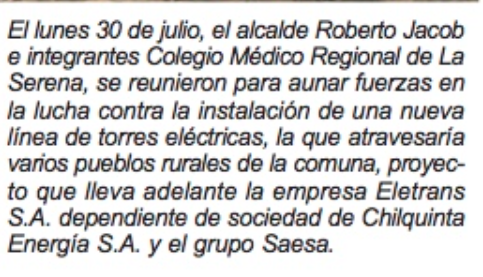 El lunes 30 de julio, el alcalde Roberto Jacob
e integrantes Colegio Médico Regional de La
Serena, se reunieron para aunar fuerzas en
la lucha contra la instalación de una nueva
línea de torres eléctricas, la que atravesaría
varios pueblos rurales de la comuna, proyec-
to que lleva adelante la empresa Eletrans
S.A. dependiente de sociedad de Chilquinta
Energía S.A. y el grupo Saesa.